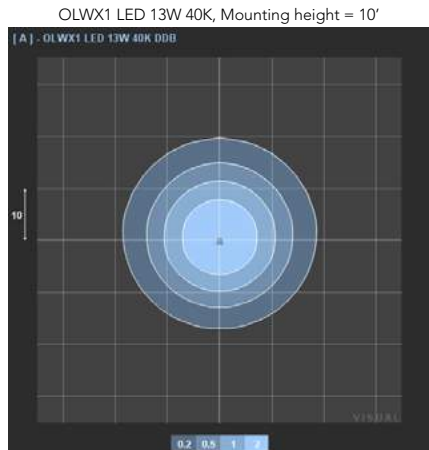 OLWX1 LED 13W 40K, Mounting height = 10’
[ A ] - OLWX1 LED 13W 40K DDB
10
VISUAL
0.2 0.5 1 2